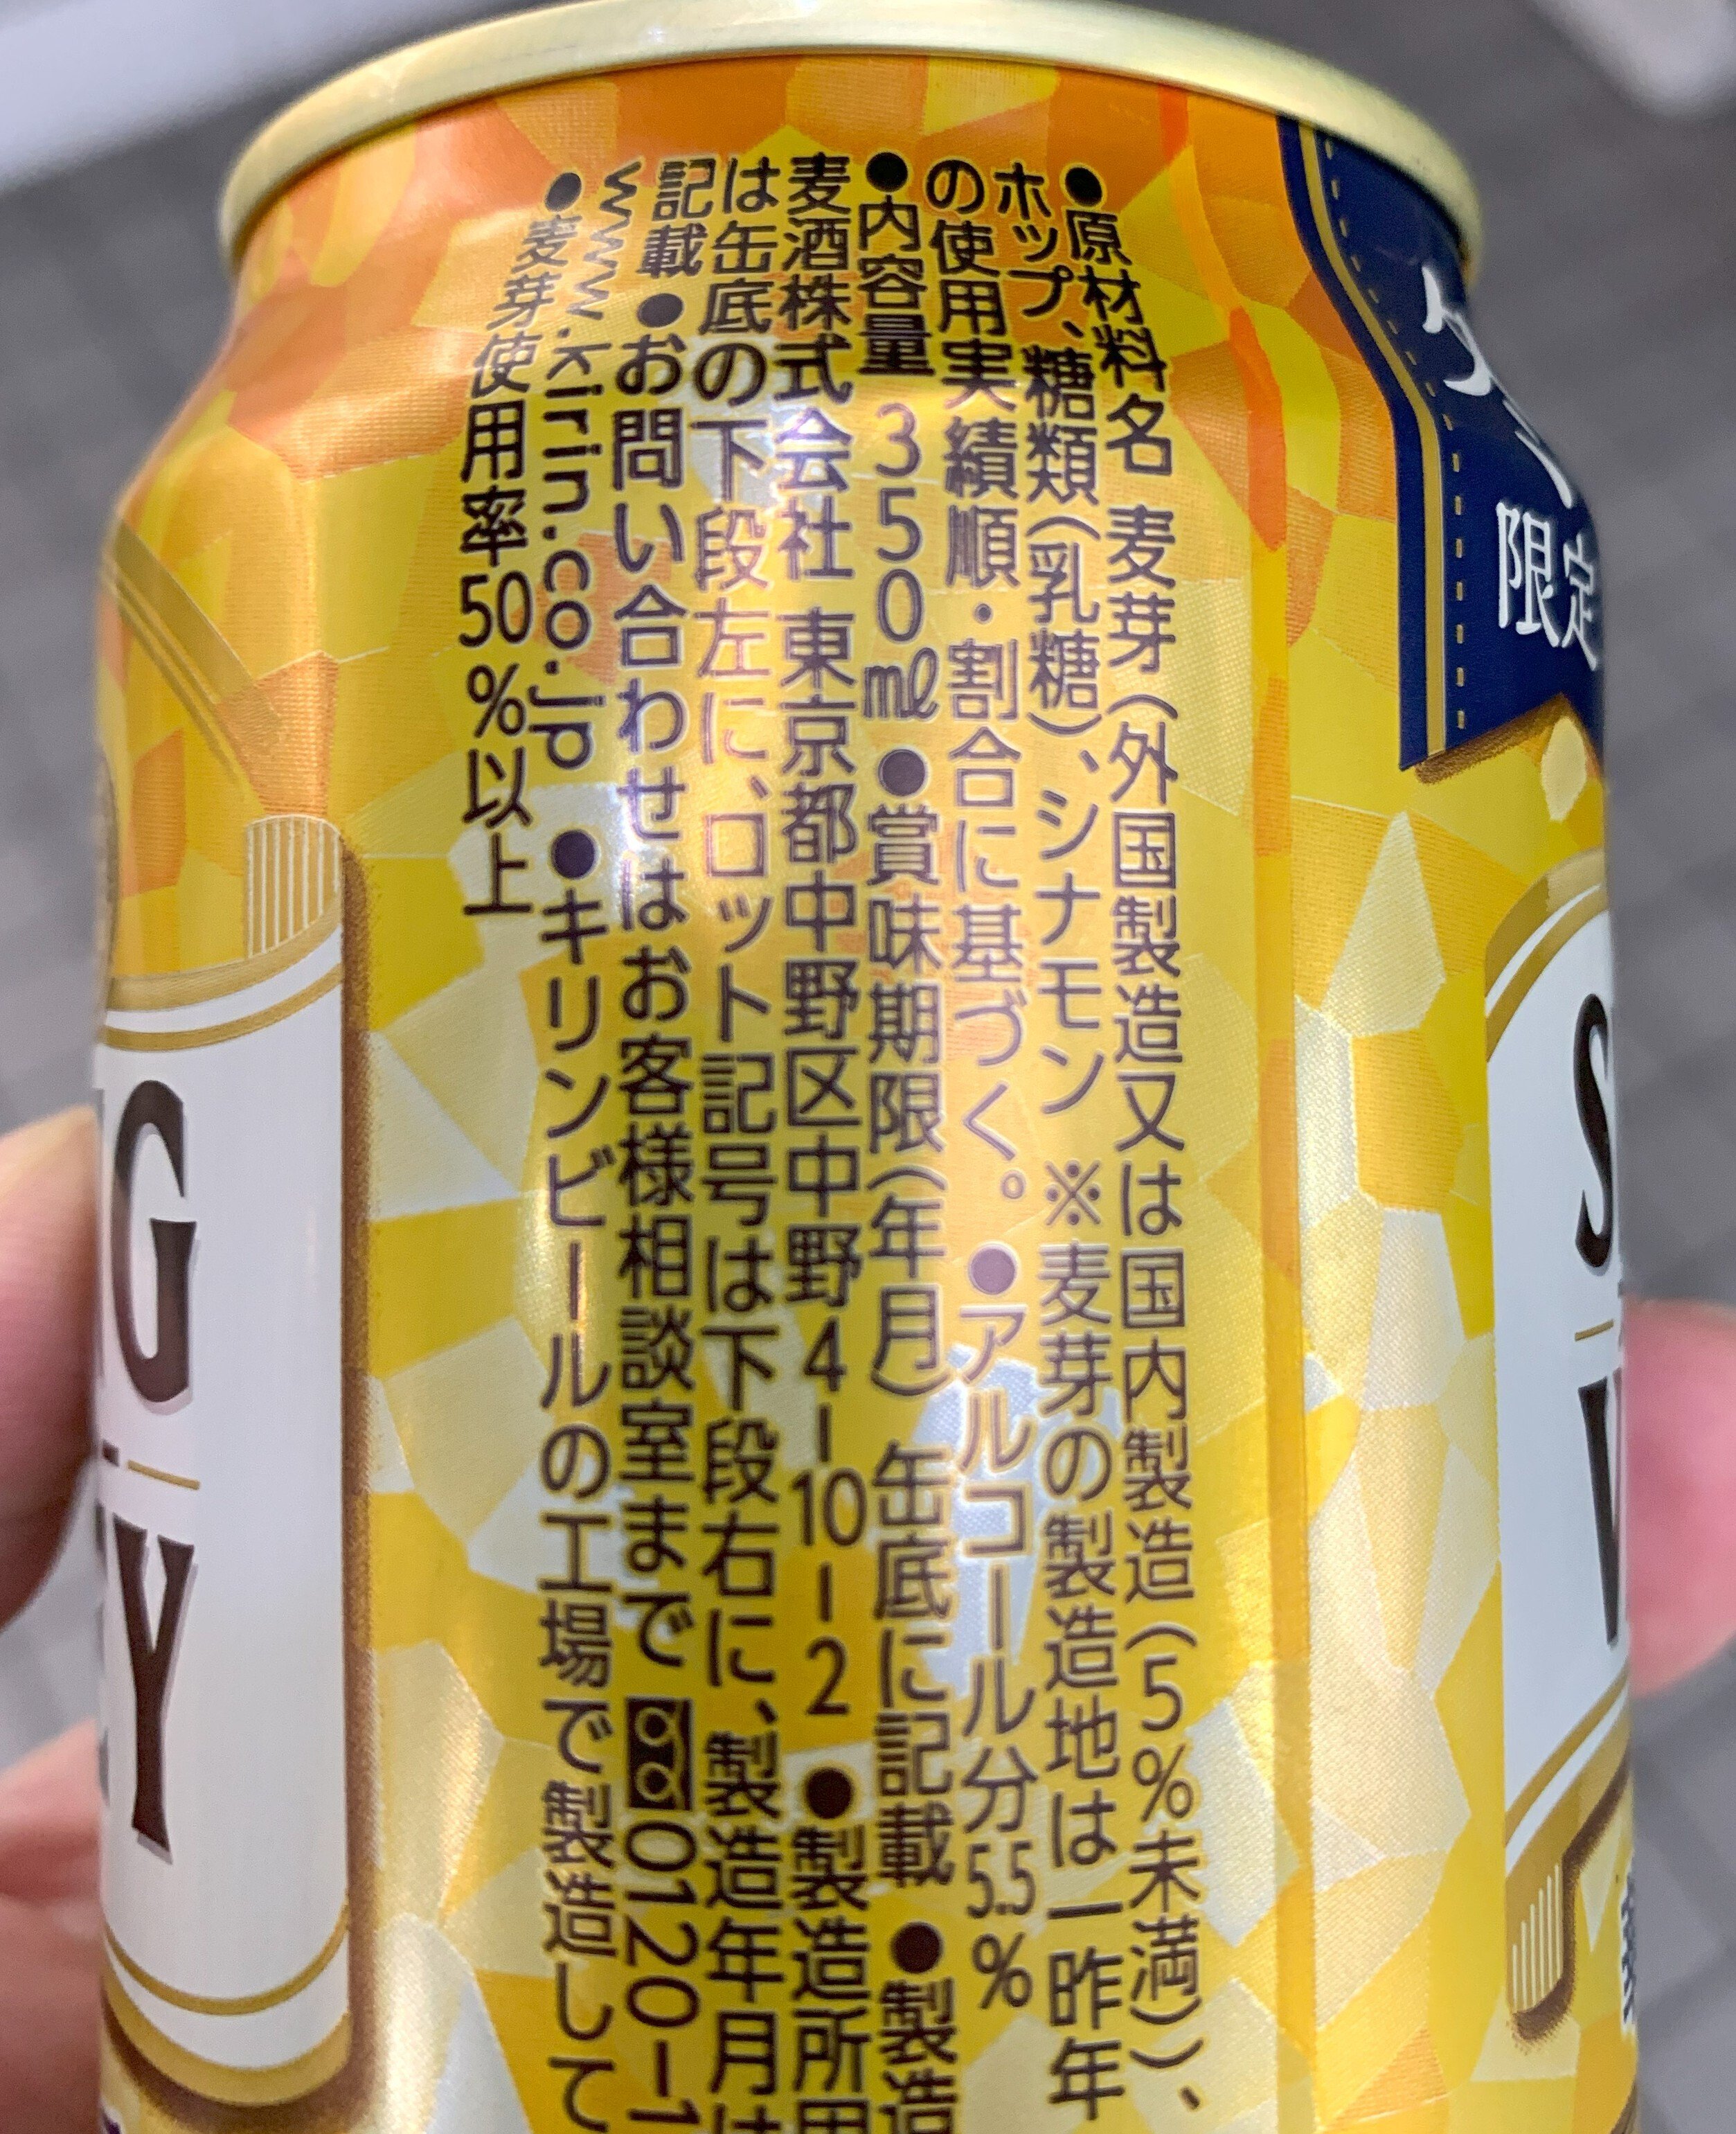 ●原材料名 麦芽(外国製造又は国内製造(5%未満)、
ホップ、糖類(乳糖)、シナモン ※麦芽の製造地は一昨年
の使用実績順・割合に基づく。●アルコール分5.5%
●内容量 350㎖ ●賞味期限(年月) 缶底に記載 ●製造
麦酒株式会社 東京都中野区中野4-10-2 ●製造所固
は缶底の下段左に、ロット記号は下段右に、製造年月は
記載 ●お問い合わせはお客様相談室まで 0120-1
www.kirin.co.jp ●キリンビールの工場で製造して
●麦芽使用率50%以上
限定